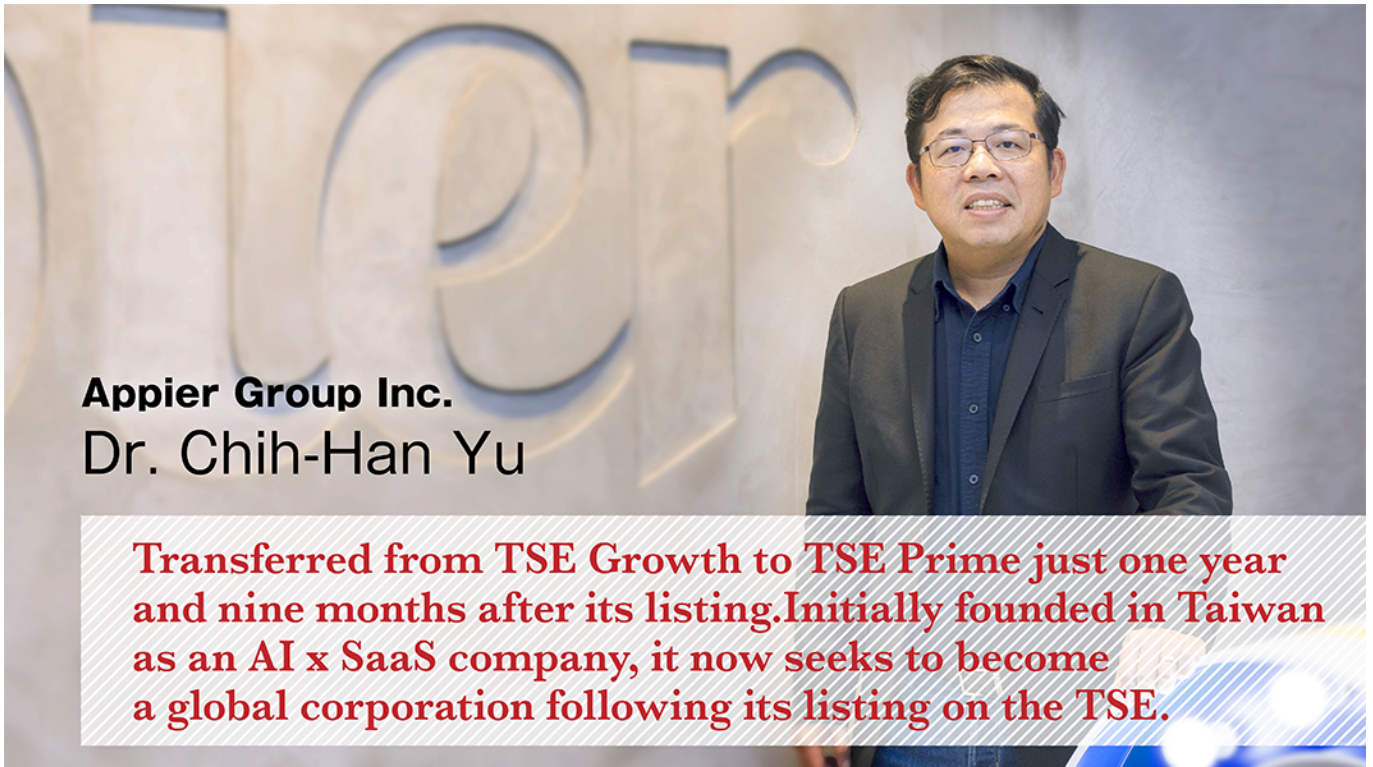 ier
Appier Group Inc.
Dr. Chih-Han Yu
Transferred from TSE Growth to TSE Prime just one year
and nine months after its listing.Initially founded in Taiwan
as an AI x SaaS company, it now seeks to become
a global corporation following its listing on the TSE.